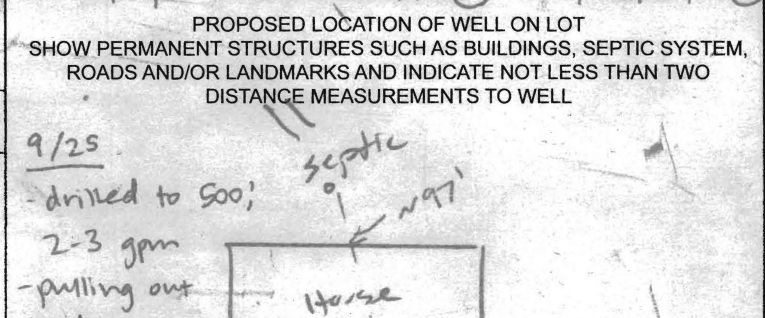 PROPOSED LOCATION OF WELL ON LOT
SHOW PERMANENT STRUCTURES SUCH AS BUILDINGS, SEPTIC SYSTEM,
ROADS AND/OR LANDMARKS AND INDICATE NOT LESS THAN TWO
DISTANCE MEASUREMENTS TO WELL
9/25
- drilled to 500';
2-3 gpm
- pulling out
septic
~97'
House